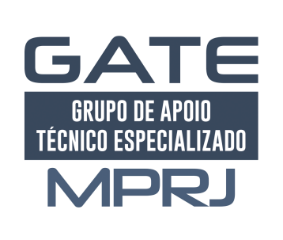 GATE
GRUPO DE APOIO
TÉCNICO ESPECIALIZADO
MPRJ